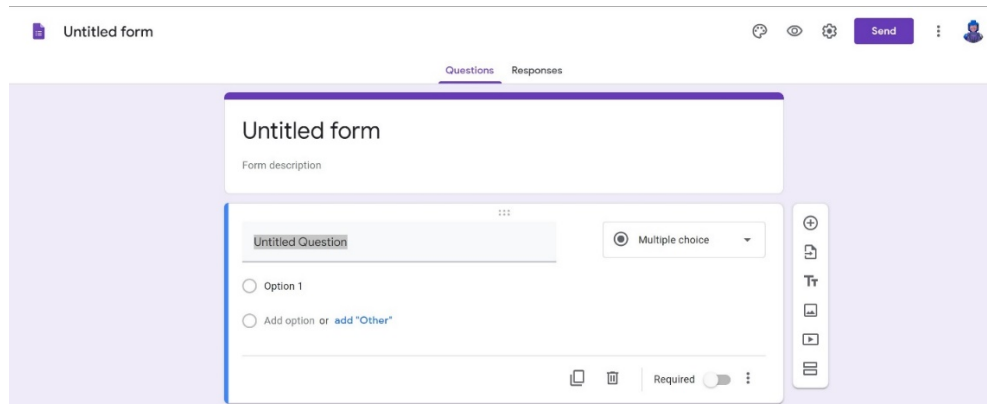 Untitled form
Send
Questions Responses
Untitled form
Form description
Untitled Question
Multiple choice
Option 1
Add option or add "Other"
Tт
Required